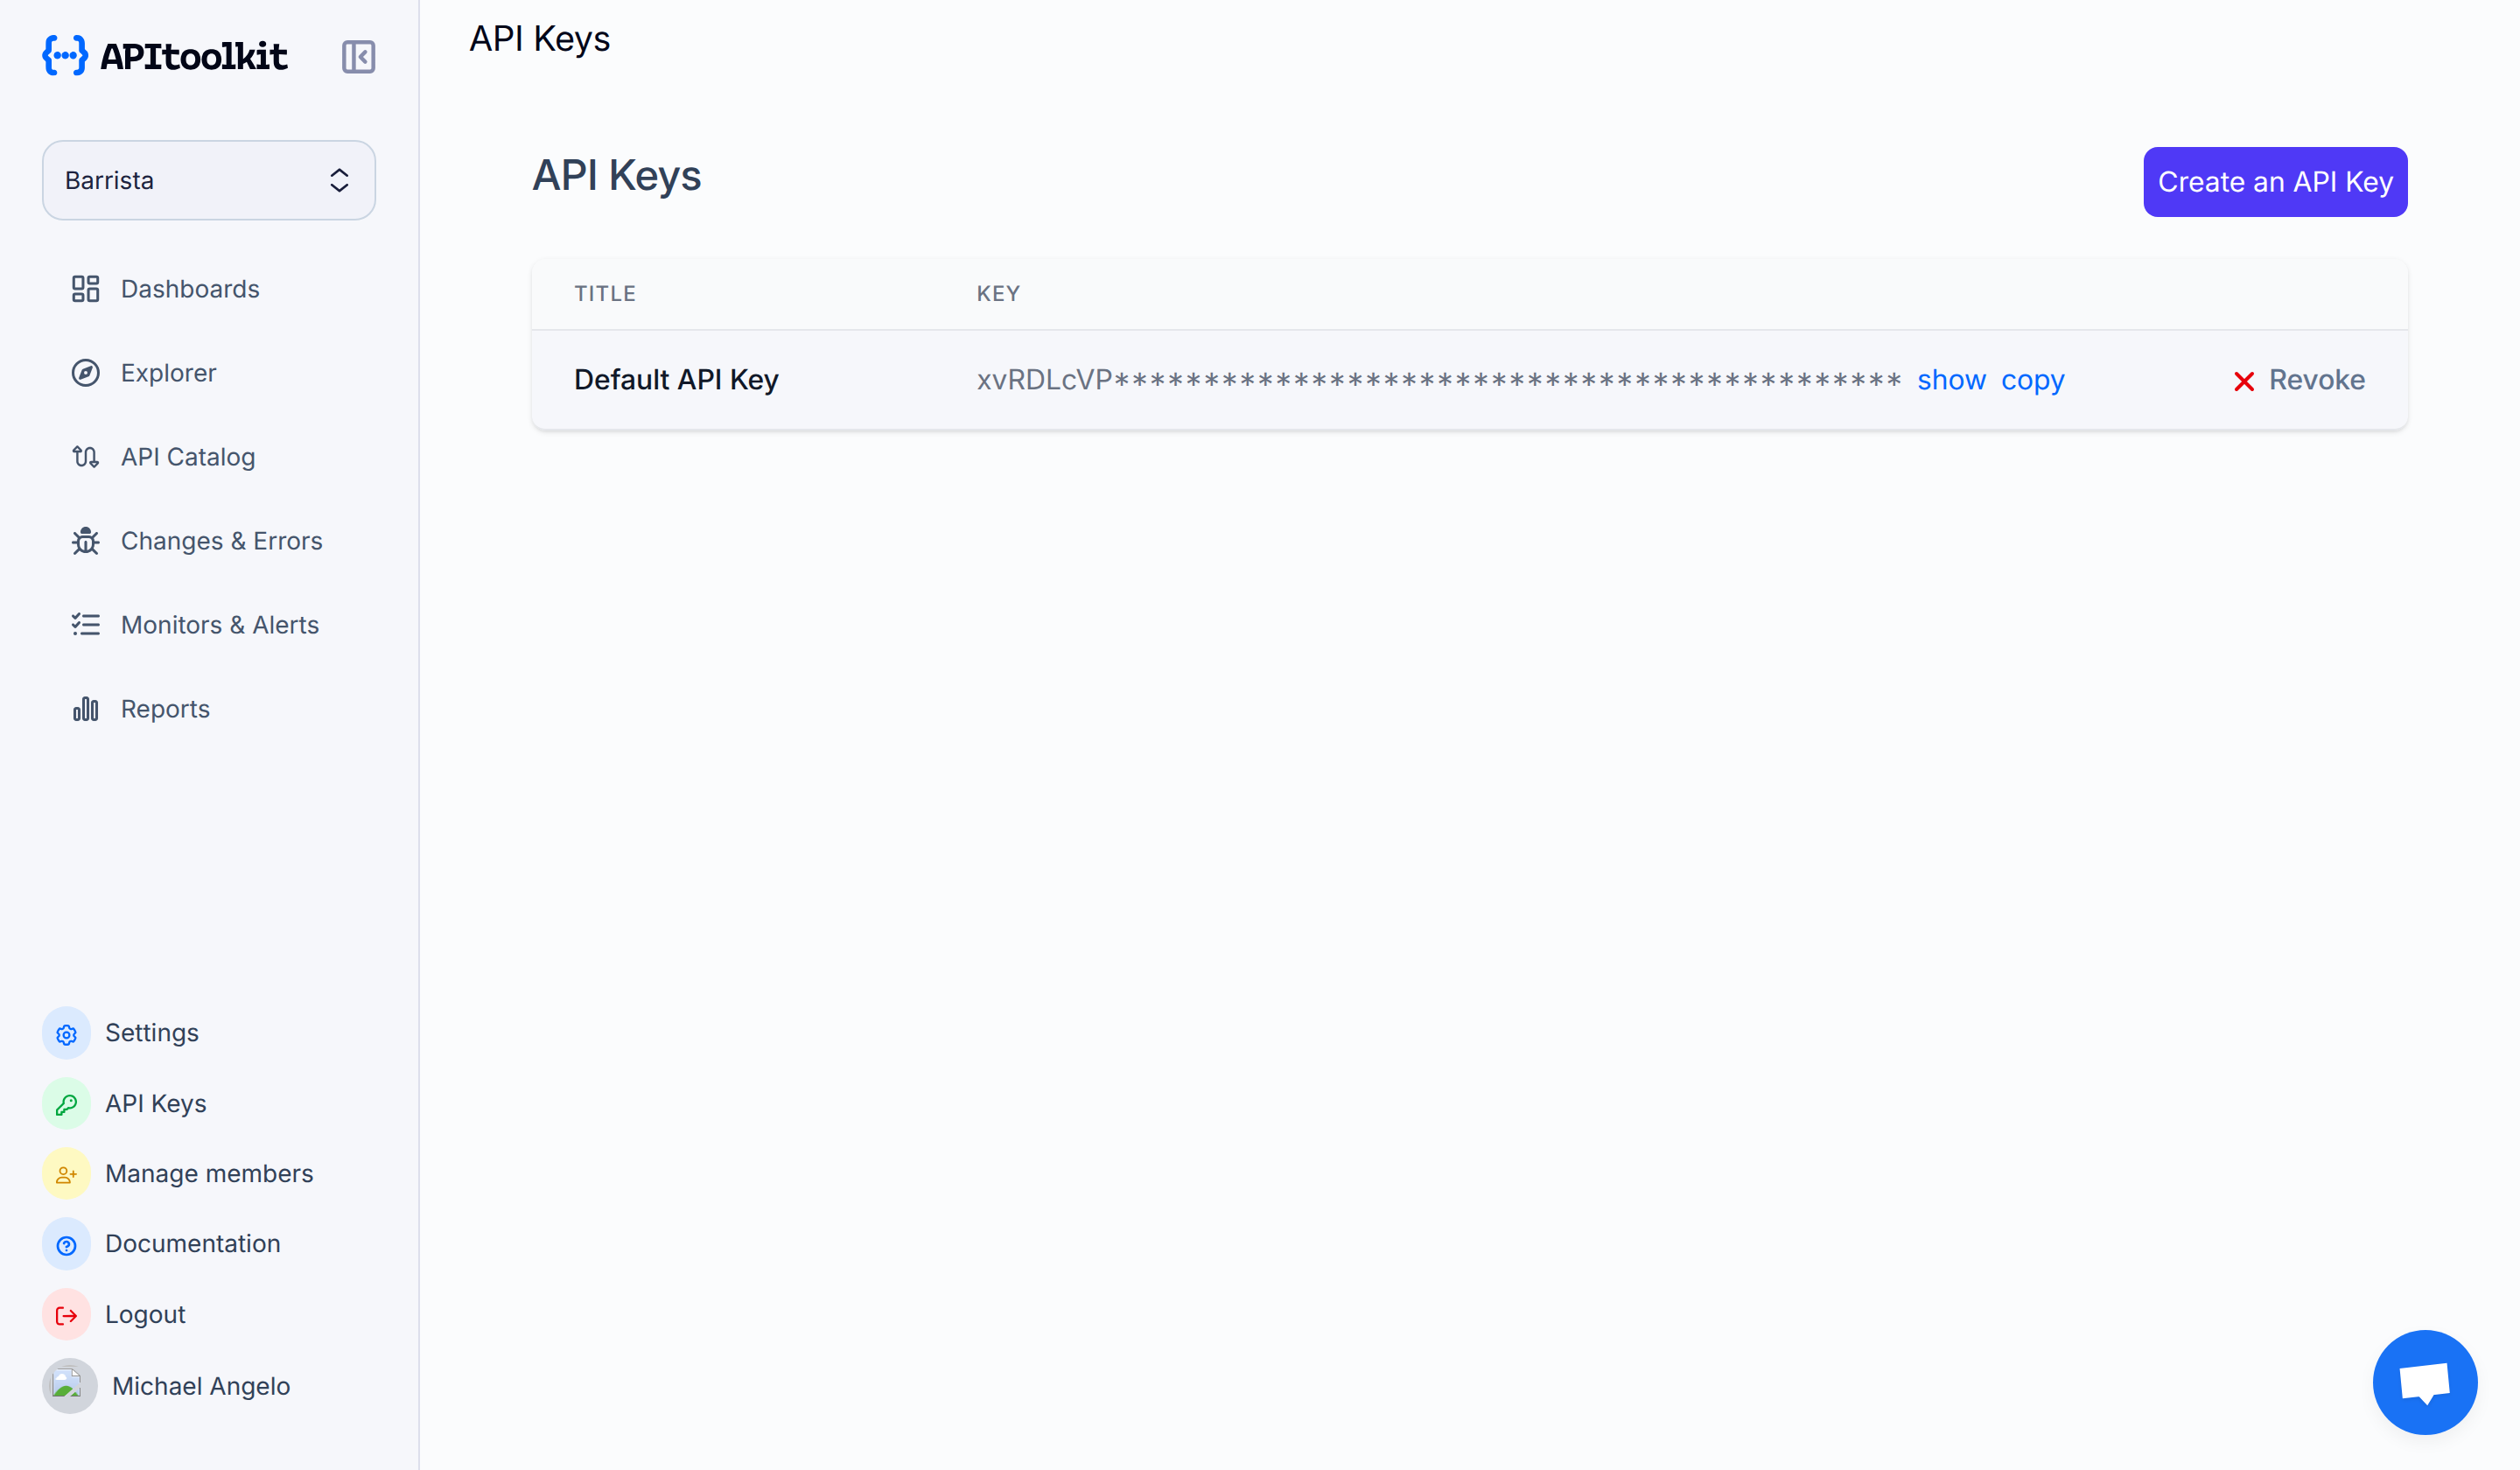 APItoolkit
Barrista
Dashboards
Explorer
API Catalog
Changes & Errors
Monitors & Alerts
Reports
Settings
API Keys
Manage members
Documentation
Logout
Michael Angelo
API Keys
API Keys
Create an API Key
TITLE KEY
Default API Key xvRDLcVP******************************************** show copy Revoke